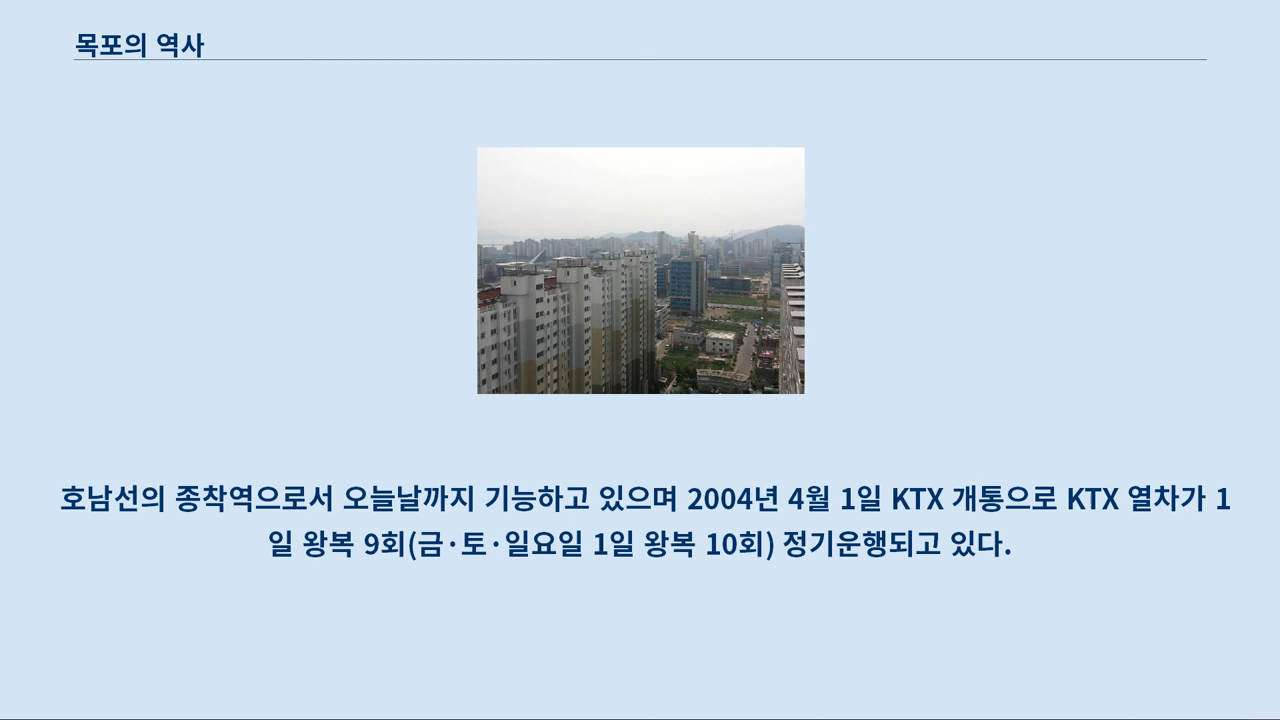 목포의 역사
호남선의 종착역으로서 오늘날까지 기능하고 있으며 2004년 4월 1일 KTX 개통으로 KTX 열차가 1
일 왕복 9회(금·토·일요일 1일 왕복 10회) 정기운행되고 있다.